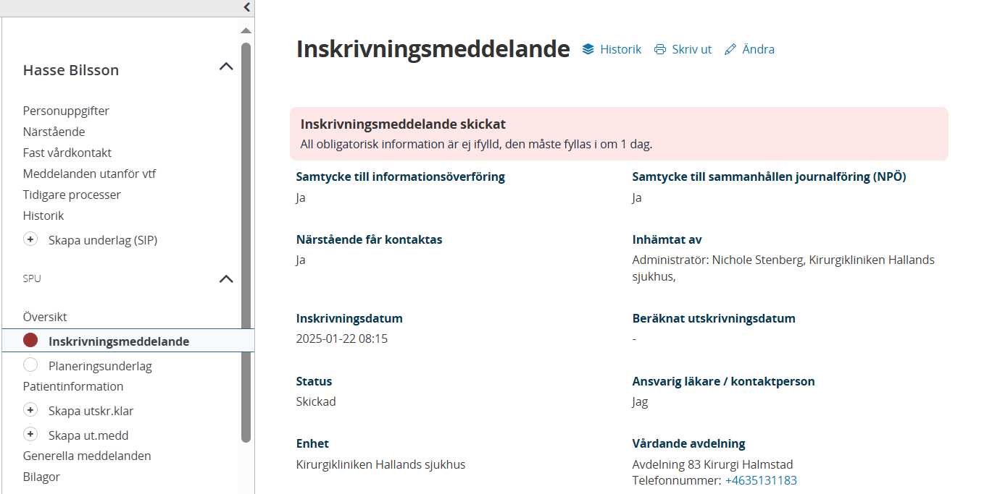 Hasse Bilsson
Personuppgifter
Närstående
Fast vårdkontakt
Meddelanden utanför vtf
Tidigare processer
Historik
Skapa underlag (SIP)
SPU
Översikt
Inskrivningsmeddelande
Planeringsunderlag
Patientinformation
Skapa utskr.klar
Skapa ut.medd
Generella meddelanden
Bilagor
Inskrivningsmeddelande Historik Skriv ut Ändra
Inskrivningsmeddelande skickat
All obligatorisk information är ej ifylld, den måste fyllas i om 1 dag.
Samtycke till informationsöverföring
Ja
Samtycke till sammanhållen journalföring (NPÖ)
Ja
Närstående får kontaktas
Ja
Inhämtat av
Administratör: Nichole Stenberg, Kirurgikliniken Hallands
sjukhus,
Inskrivningsdatum
2025-01-22 08:15
Beräknat utskrivningsdatum
-
Status
Skickad
Ansvarig läkare / kontaktperson
Jag
Enhet
Kirurgikliniken Hallands sjukhus
Vårdande avdelning
Avdelning 83 Kirurgi Halmstad
Telefonnummer: +4635131183